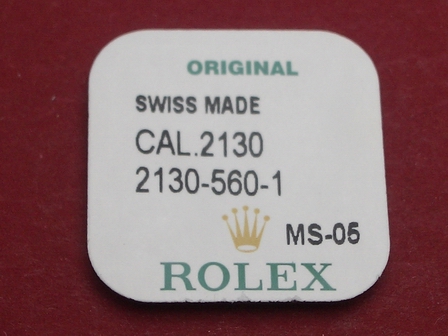 ORIGINAL
SWISS MADE
CAL.2130
2130-560-1
MS-05
ROLEX